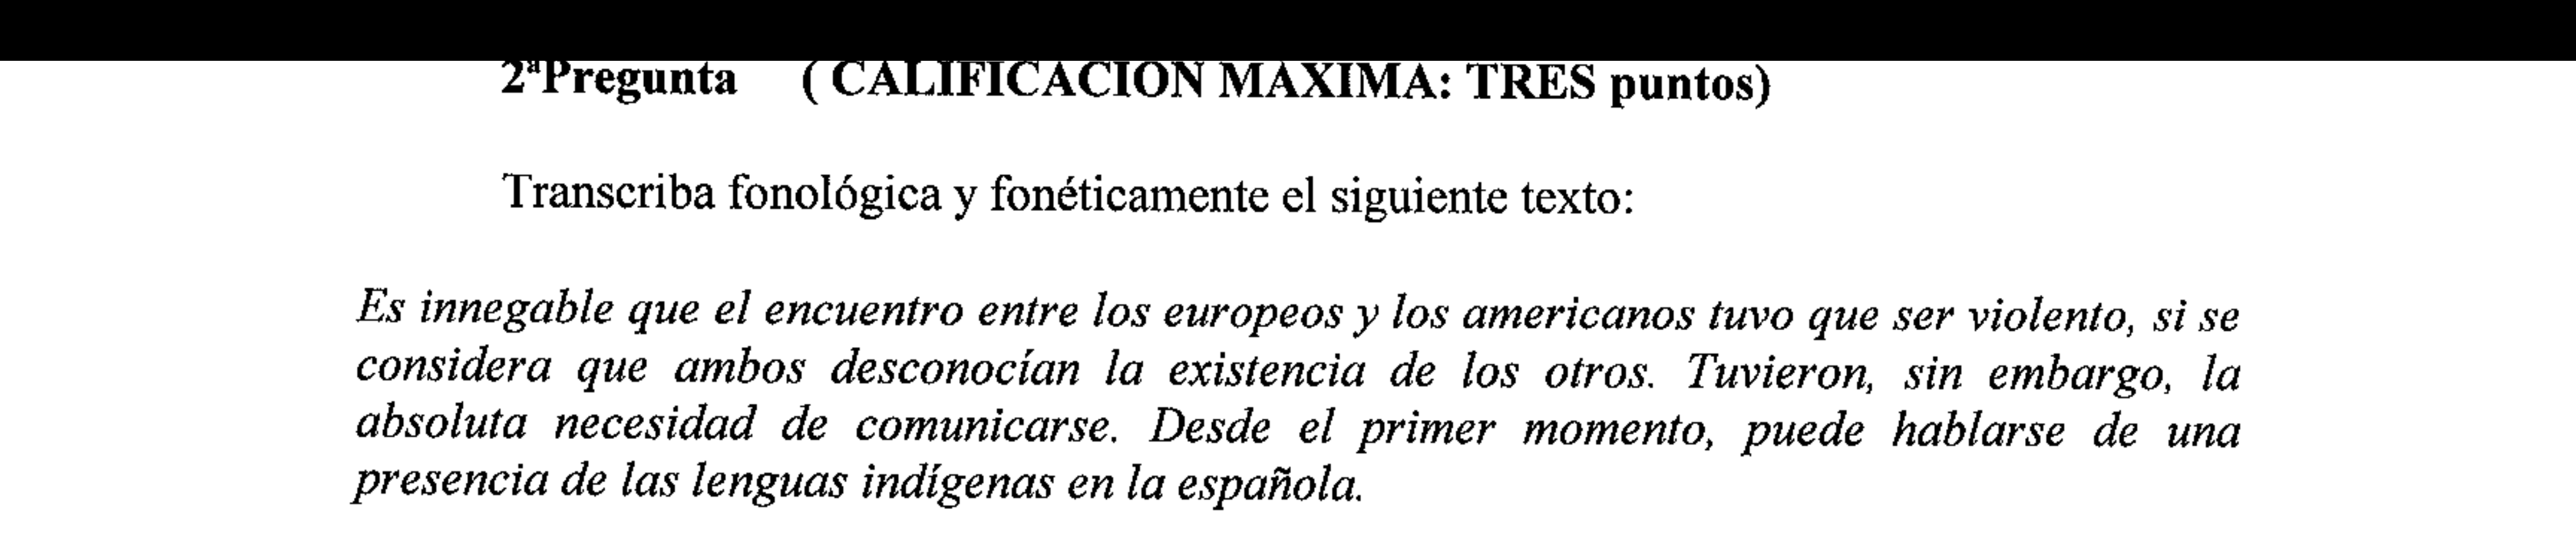 2ªPregunta ( CALIFICACION MAXIMA: TRES puntos)
Transcriba fonológica y fonéticamente el siguiente texto:
Es innegable que el encuentro entre los europeos y los americanos tuvo que ser violento, si se
considera que ambos desconocían la existencia de los otros. Tuvieron, sin embargo, la
absoluta necesidad de comunicarse. Desde el primer momento, puede hablarse de una
presencia de las lenguas indígenas en la española.